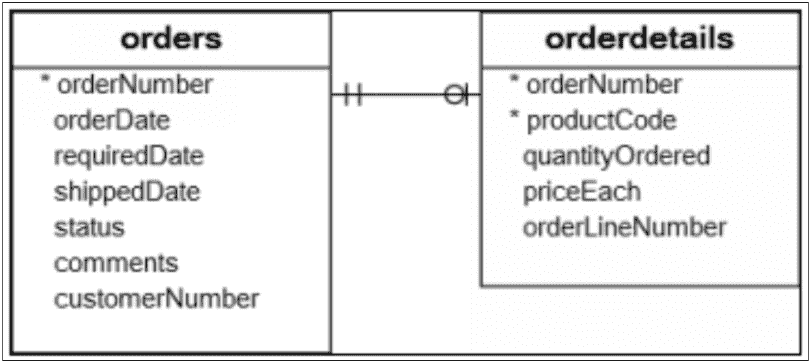 orders
* orderNumber
orderDate
requiredDate
shippedDate
status
comments
customerNumber
orderdetails
* orderNumber
* productCode
quantityOrdered
priceEach
orderLineNumber